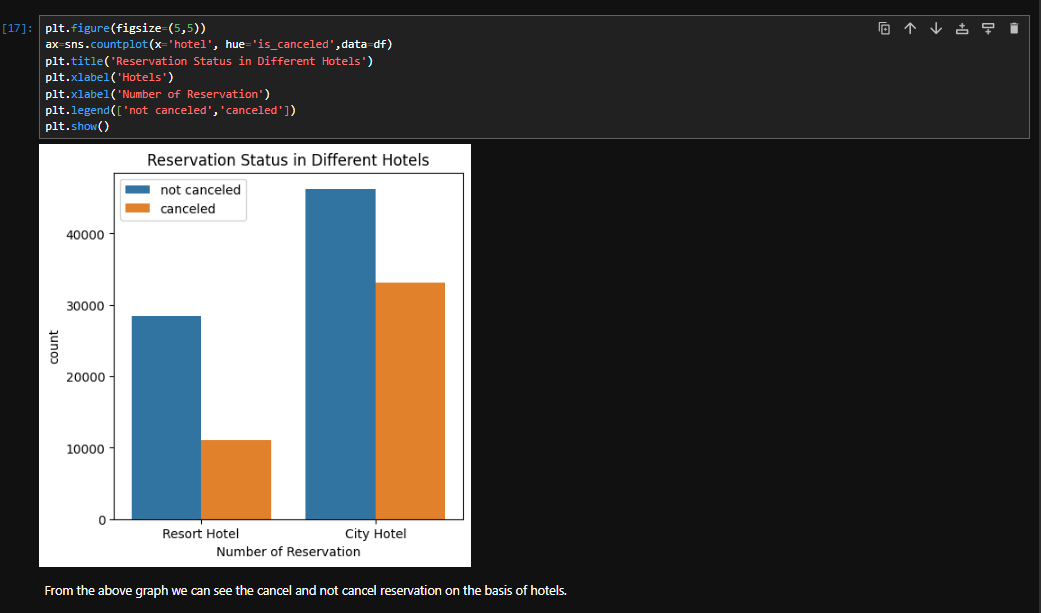 [17]: plt.figure(figsize=(5,5))
ax=sns.countplot(x='hotel', hue='is_canceled',data=df)
plt.title('Reservation Status in Different Hotels')
plt.xlabel('Hotels')
plt.xlabel('Number of Reservation')
plt.legend(['not canceled','canceled'])
plt.show()
Reservation Status in Different Hotels
not canceled
canceled
40000
30000
20000
10000
0
count
Resort Hotel City Hotel
Number of Reservation
From the above graph we can see the cancel and not cancel reservation on the basis of hotels.